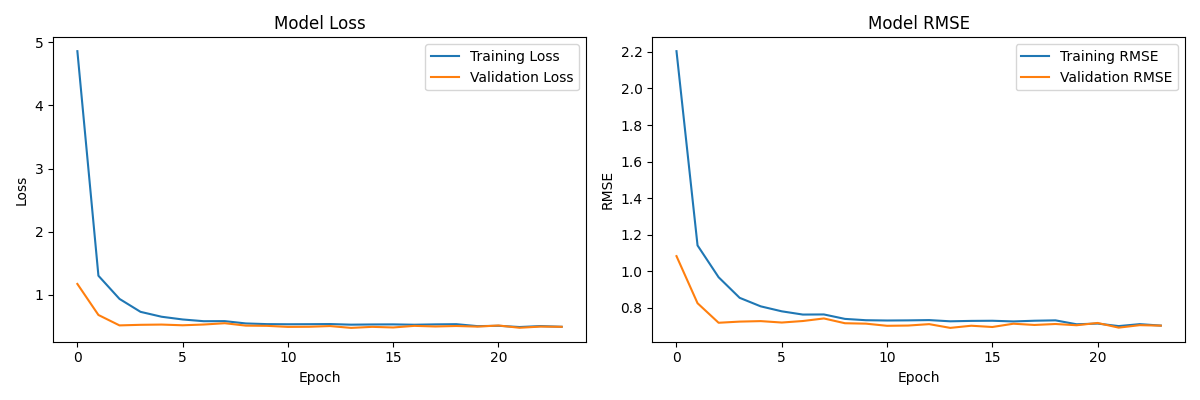 Model Loss
5
4
3
2
1
Loss
0
5
10
15
20
Epoch
Training Loss
Validation Loss
Model RMSE
2.2
2.0
1.8
1.6
1.4
1.2
1.0
0.8
RMSE
0
5
10
15
20
Epoch
Training RMSE
Validation RMSE